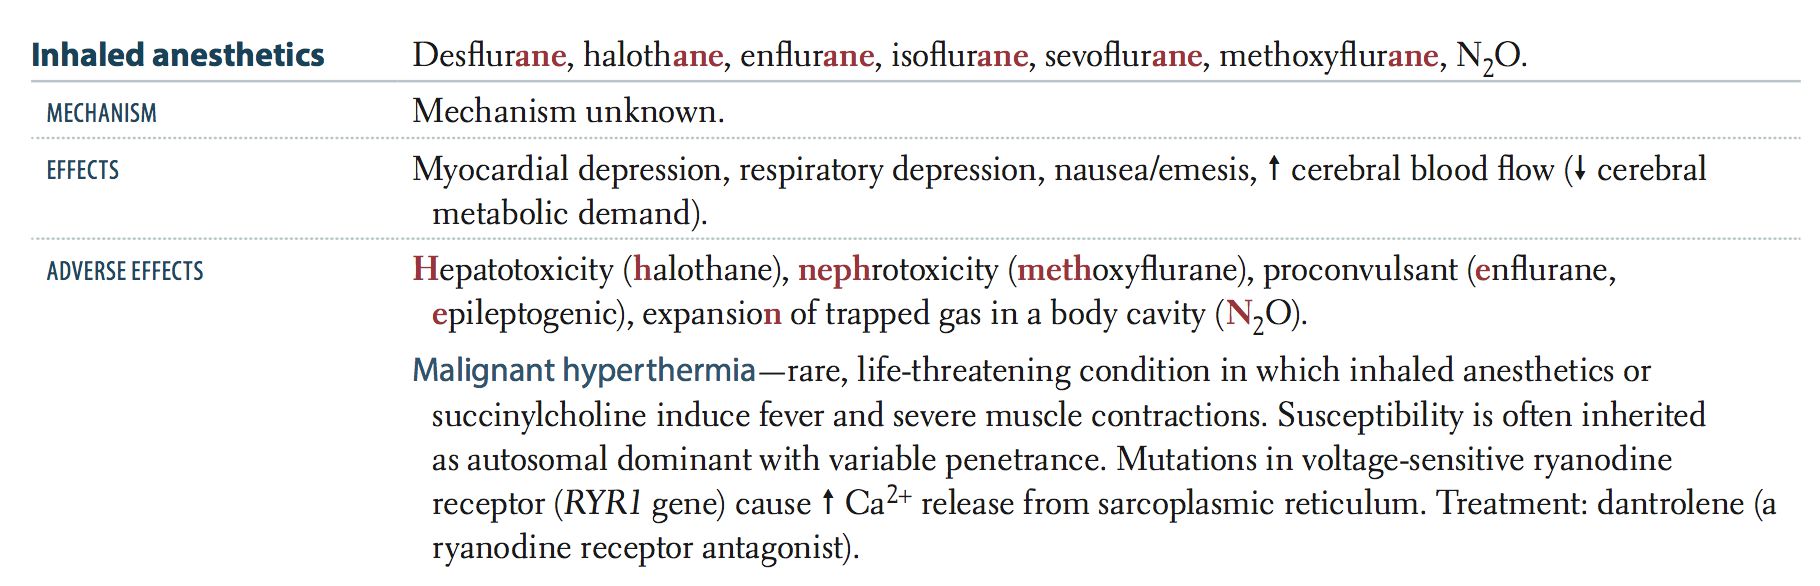 Inhaled anesthetics Desflurane, halothane, enflurane, isoflurane, sevoflurane, methoxyflurane, N₂O.
MECHANISM Mechanism unknown.
EFFECTS Myocardial depression, respiratory depression, nausea/emesis, ↑ cerebral blood flow (↓ cerebral
metabolic demand).
ADVERSE EFFECTS Hepatotoxicity (halothane), nephrotoxicity (methoxyflurane), proconvulsant (enflurane,
epileptogenic), expansion of trapped gas in a body cavity (N₂O).
Malignant hyperthermia—rare, life-threatening condition in which inhaled anesthetics or
succinylcholine induce fever and severe muscle contractions. Susceptibility is often inherited
as autosomal dominant with variable penetrance. Mutations in voltage-sensitive ryanodine
receptor (RYR1 gene) cause ↑ Ca²⁺ release from sarcoplasmic reticulum. Treatment: dantrolene (a
ryanodine receptor antagonist).